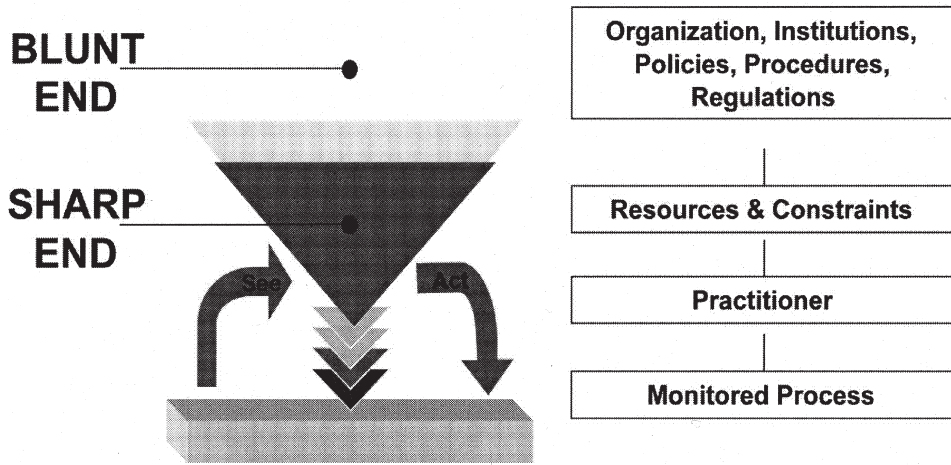 BLUNT
END
SHARP
END
See
Act
Organization, Institutions,
Policies, Procedures,
Regulations
Resources & Constraints
Practitioner
Monitored Process